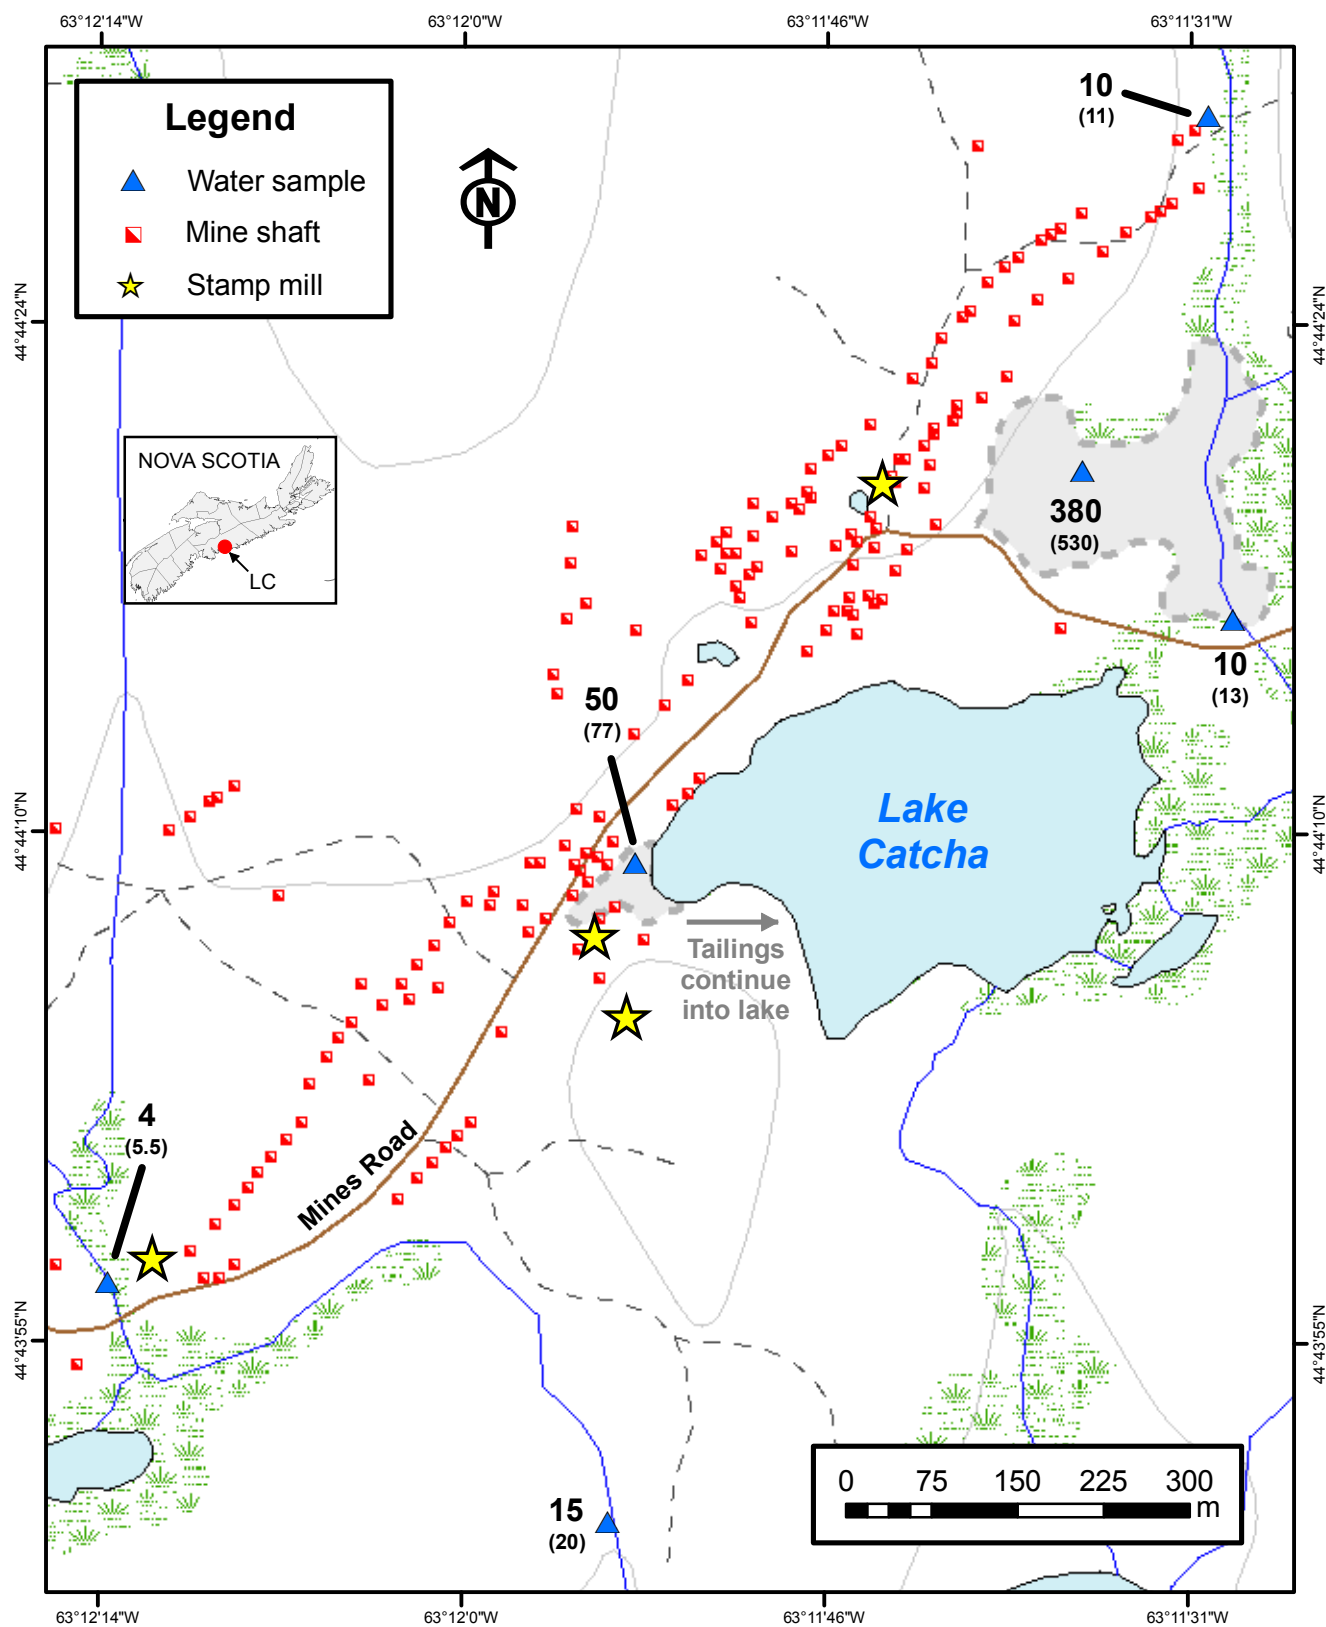 63°12'14"W
63°12'0"W
63°11'46"W
63°11'31"W
Legend
Water sample
Mine shaft
Stamp mill
N
10
(11)
44°44'24"N
44°44'24"N
NOVA SCOTIA
LC
380
(530)
10
(13)
50
(77)
Lake
Catcha
44°44'10"N
44°44'10"N
Tailings
continue
into lake
4
(5.5)
Mines Road
44°43'55"N
44°43'55"N
15
(20)
0 75 150 225 300
m
63°12'14"W
63°12'0"W
63°11'46"W
63°11'31"W